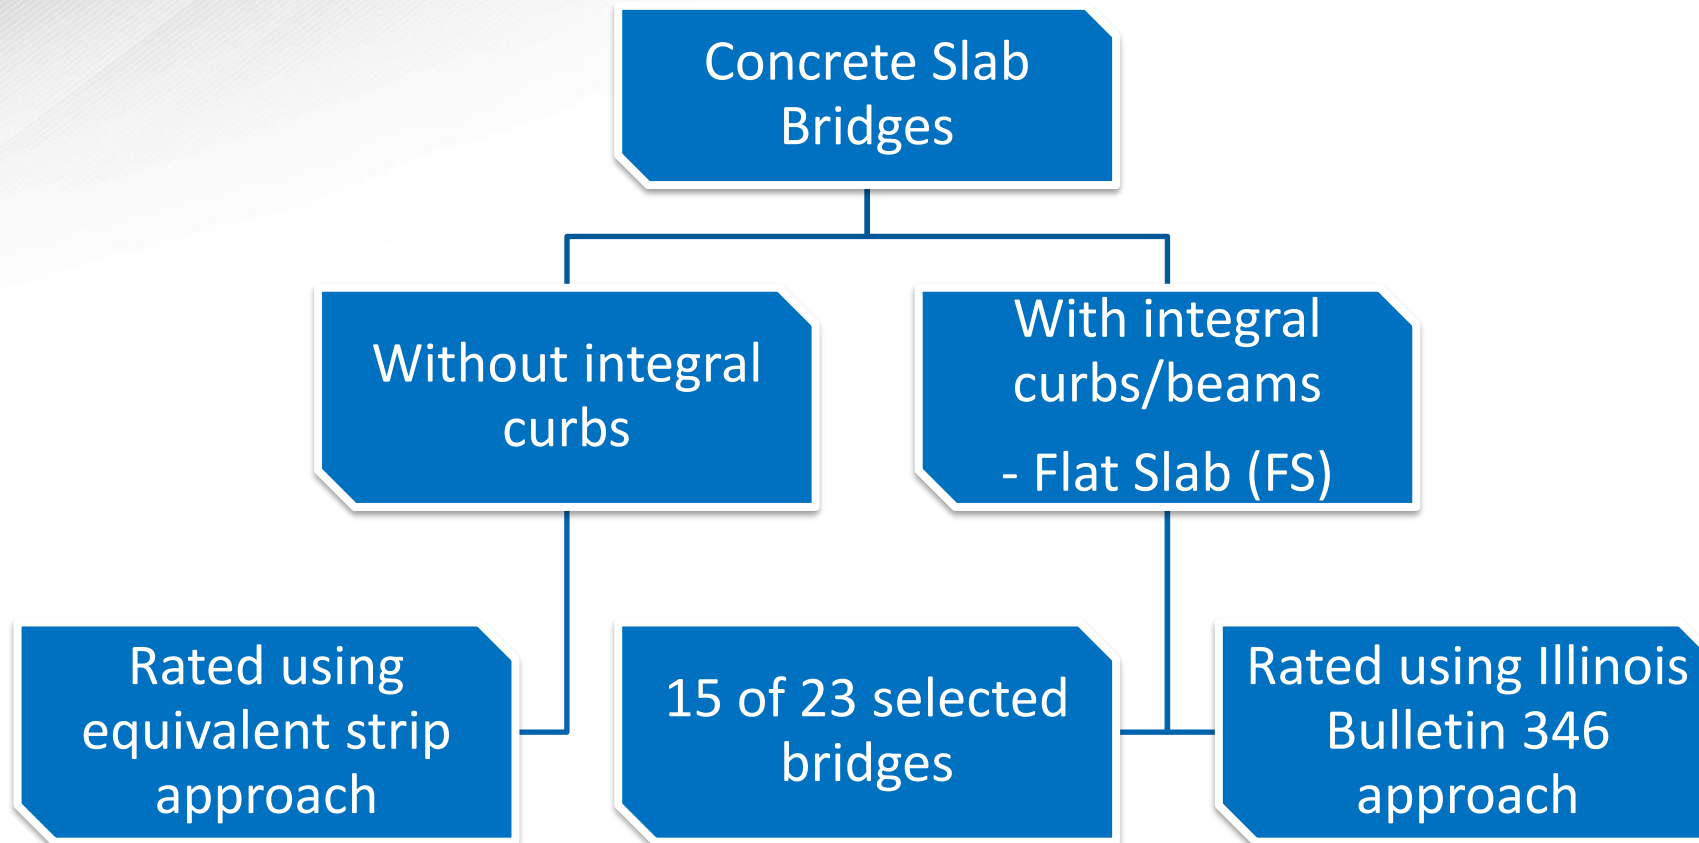 Concrete Slab
Bridges
Without integral
curbs
With integral
curbs/beams
- Flat Slab (FS)
Rated using
equivalent strip
approach
15 of 23 selected
bridges
Rated using Illinois
Bulletin 346
approach